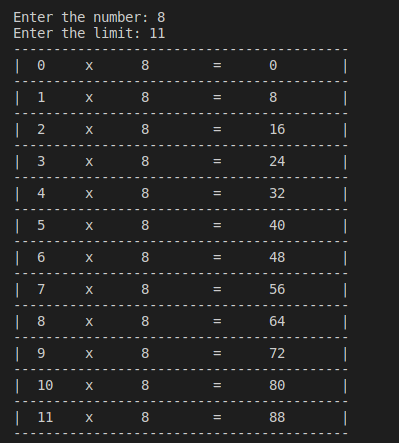 Enter the number: 8
Enter the limit: 11
------------------------------------------
|  0     x      8        =      0        |
------------------------------------------
|  1     x      8        =      8        |
------------------------------------------
|  2     x      8        =      16       |
------------------------------------------
|  3     x      8        =      24       |
------------------------------------------
|  4     x      8        =      32       |
------------------------------------------
|  5     x      8        =      40       |
------------------------------------------
|  6     x      8        =      48       |
------------------------------------------
|  7     x      8        =      56       |
------------------------------------------
|  8     x      8        =      64       |
------------------------------------------
|  9     x      8        =      72       |
------------------------------------------
|  10    x      8        =      80       |
------------------------------------------
|  11    x      8        =      88       |
------------------------------------------